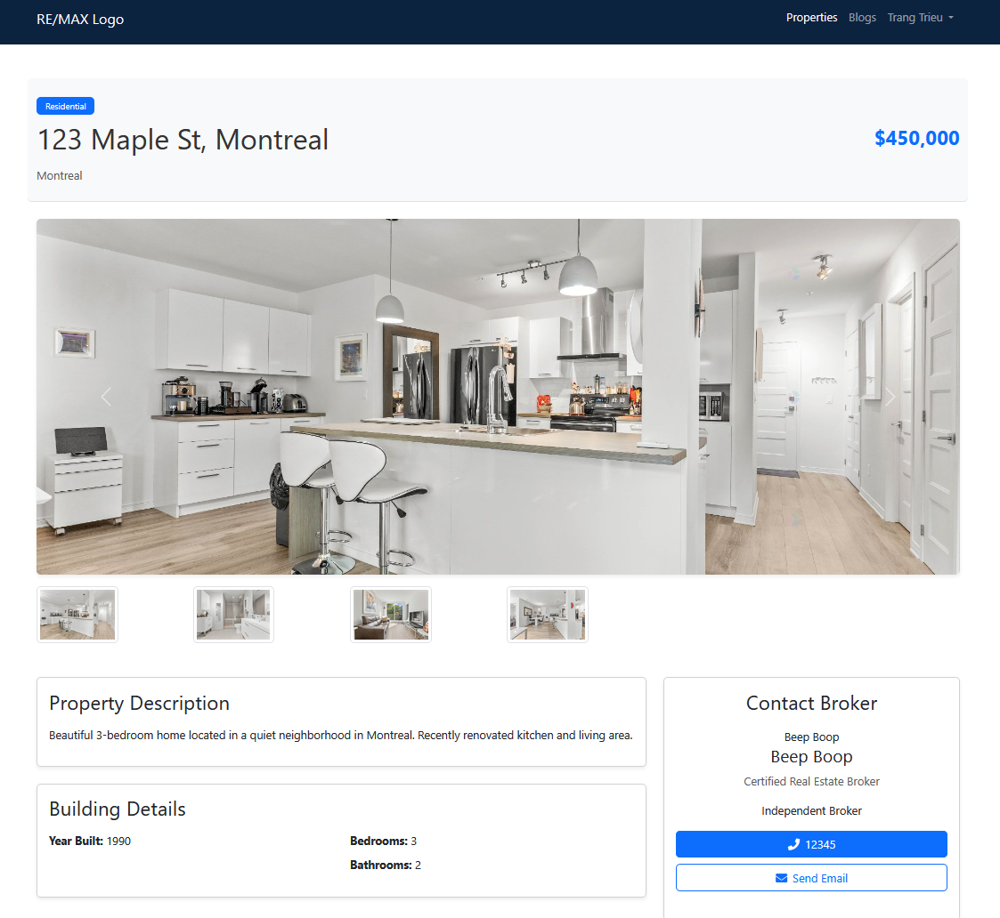 RE/MAX Logo
Properties Blogs Trang Trieu
Residential
123 Maple St, Montreal
$450,000
Montreal
Property Description
Beautiful 3-bedroom home located in a quiet neighborhood in Montreal. Recently renovated kitchen and living area.
Building Details
Year Built: 1990
Bedrooms: 3
Bathrooms: 2
Contact Broker
Beep Boop
Beep Boop
Certified Real Estate Broker
Independent Broker
12345
Send Email